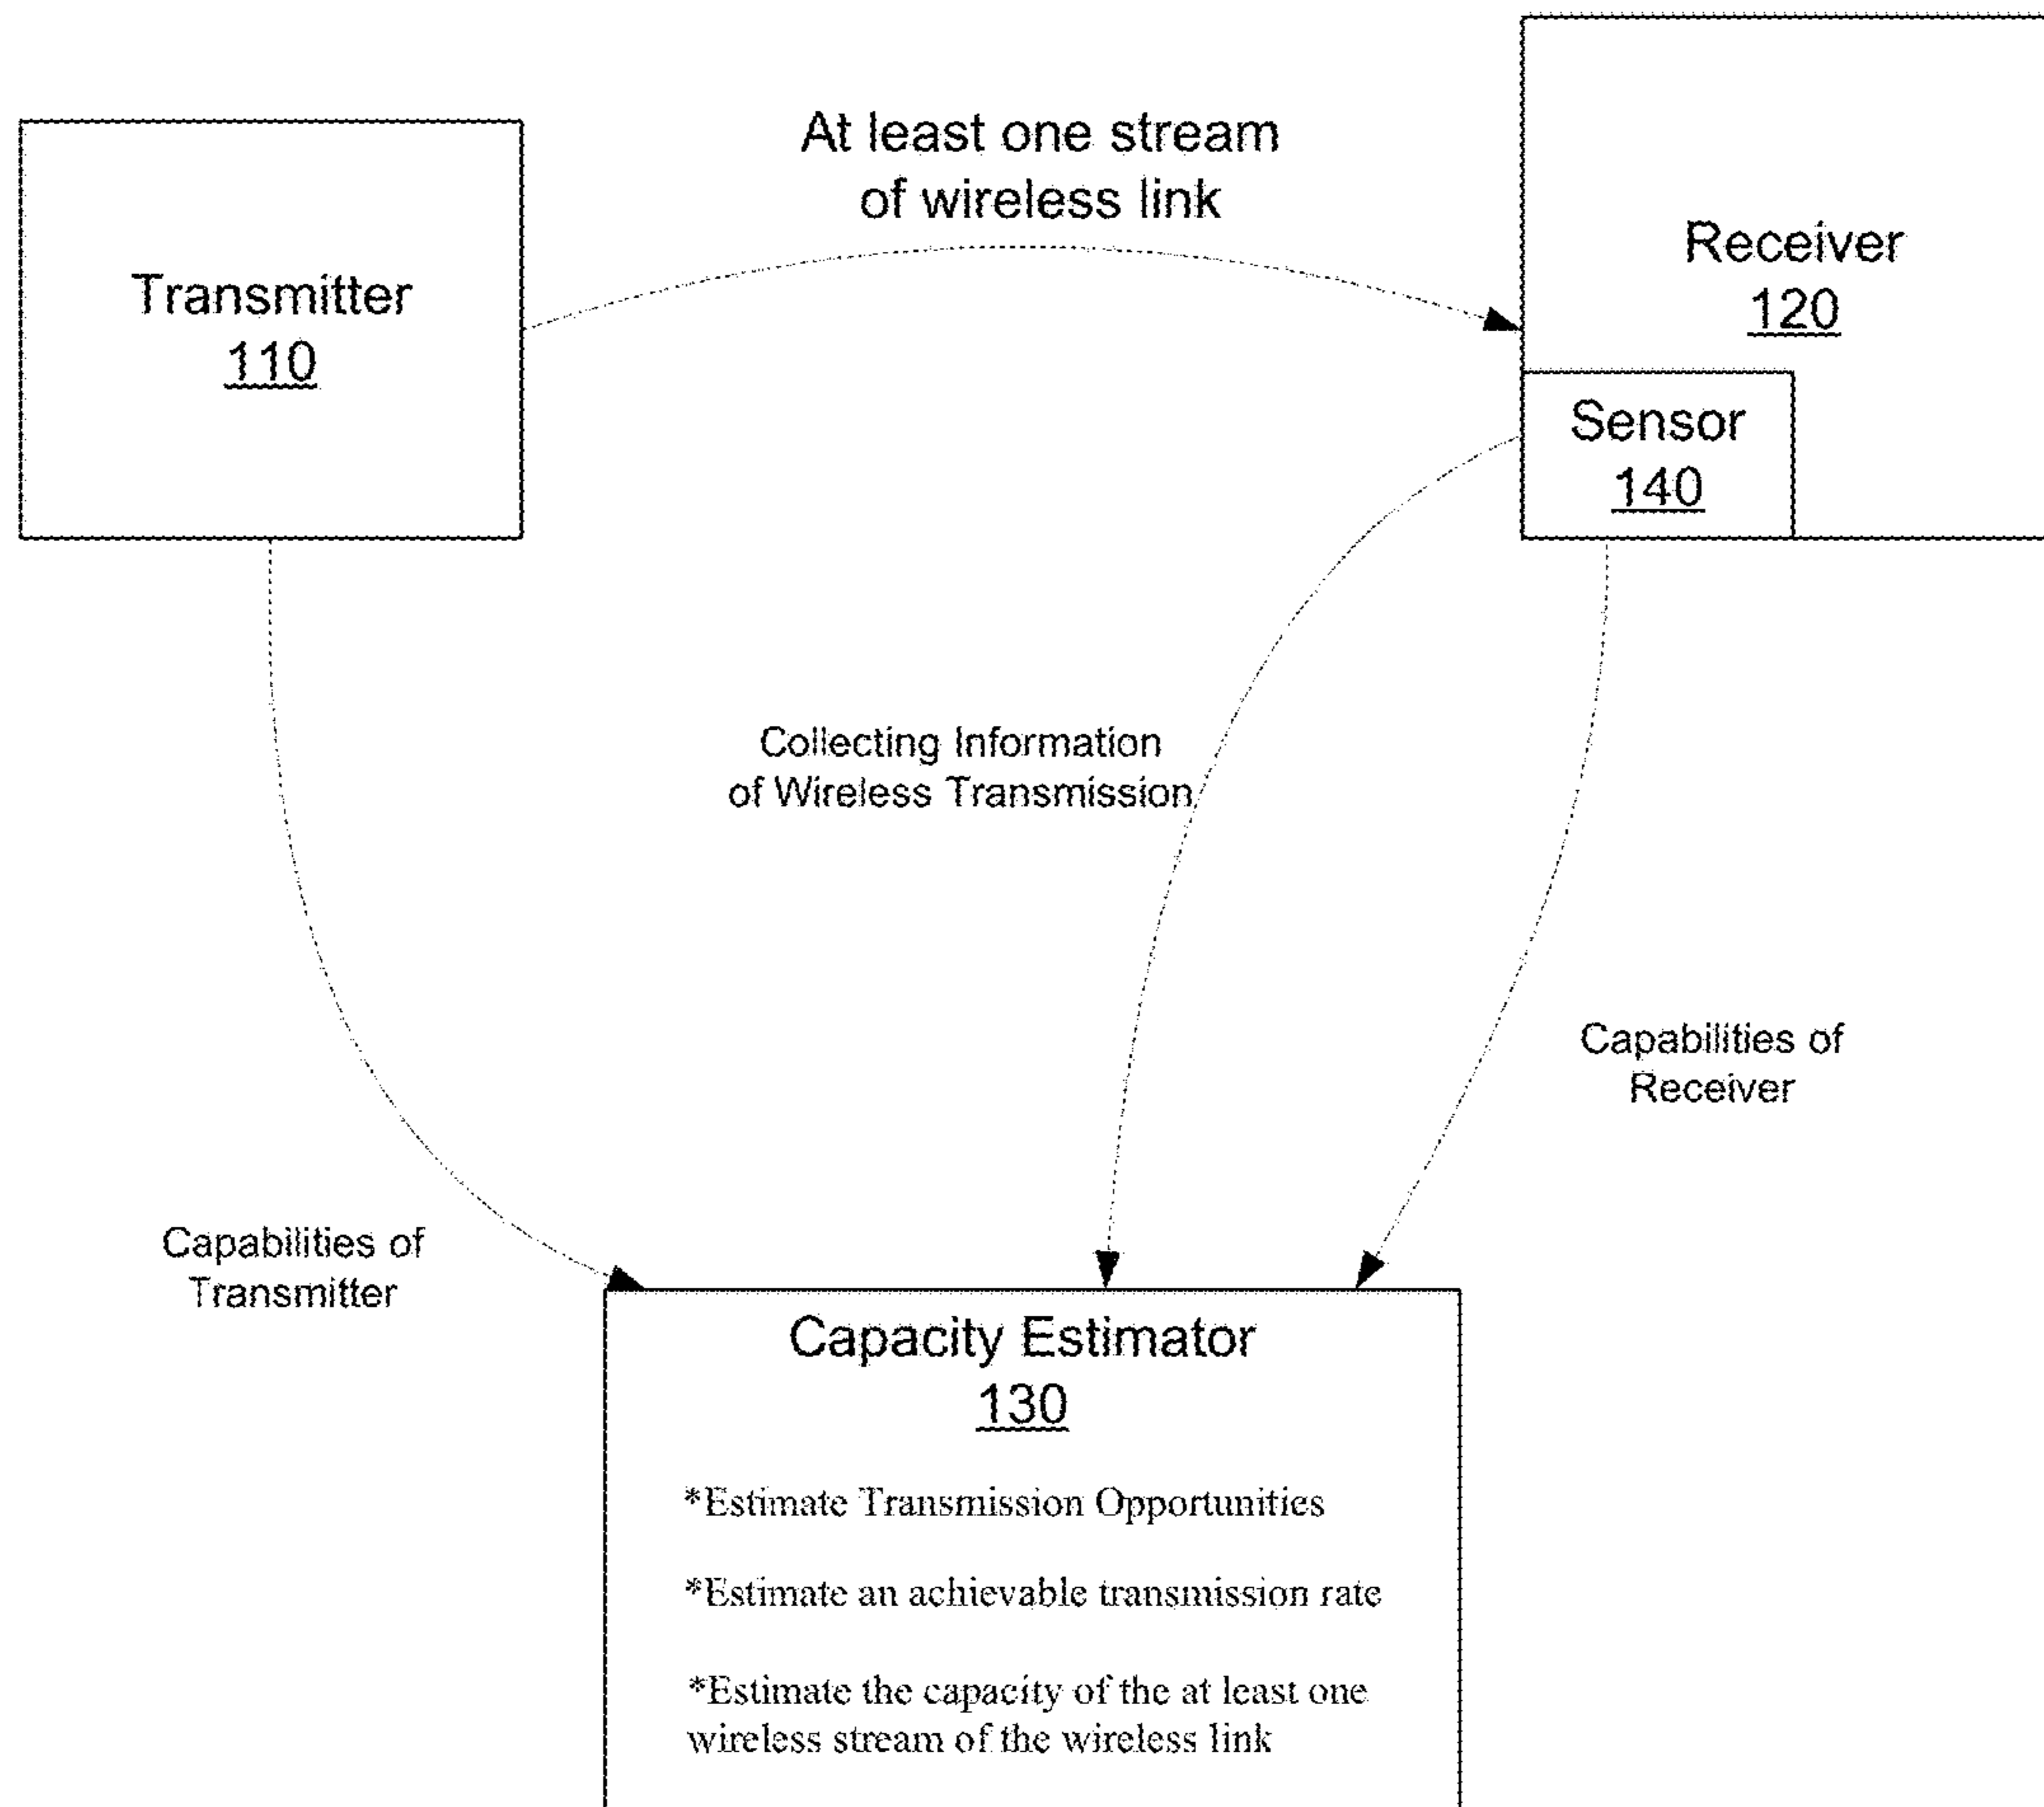 At least one stream
of wireless link
Transmitter
110
Receiver
120
Sensor
140
Collecting Information
of Wireless Transmission
Capabilities of
Receiver
Capabilities of
Transmitter
Capacity Estimator
130
*Estimate Transmission Opportunities
*Estimate an achievable transmission rate
*Estimate the capacity of the at least one
wireless stream of the wireless link